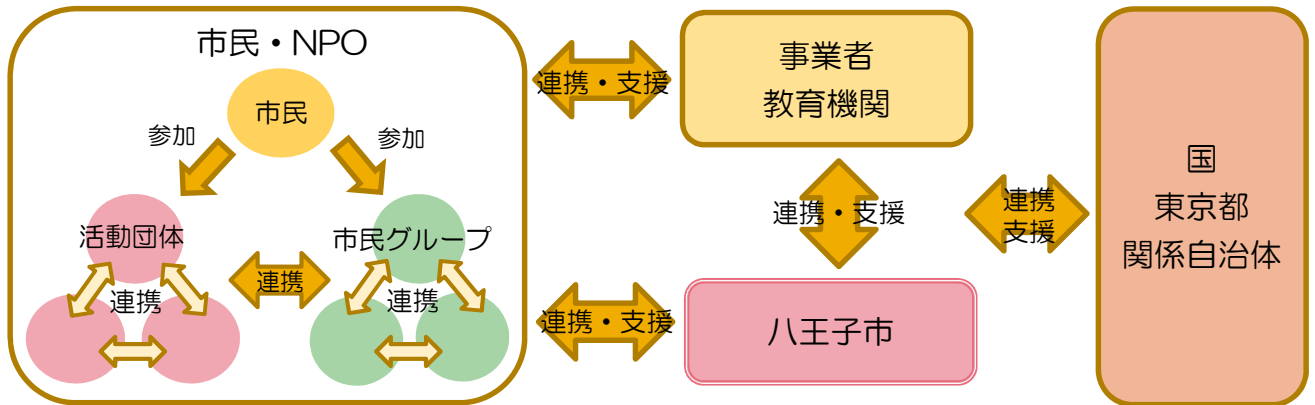 市民・NPO
市民
参加
参加
活動団体
連携
連携
市民グループ
連携
連携・支援
事業者
教育機関
連携・支援
連携・支援
八王子市
連携
支援
国
東京都
関係自治体